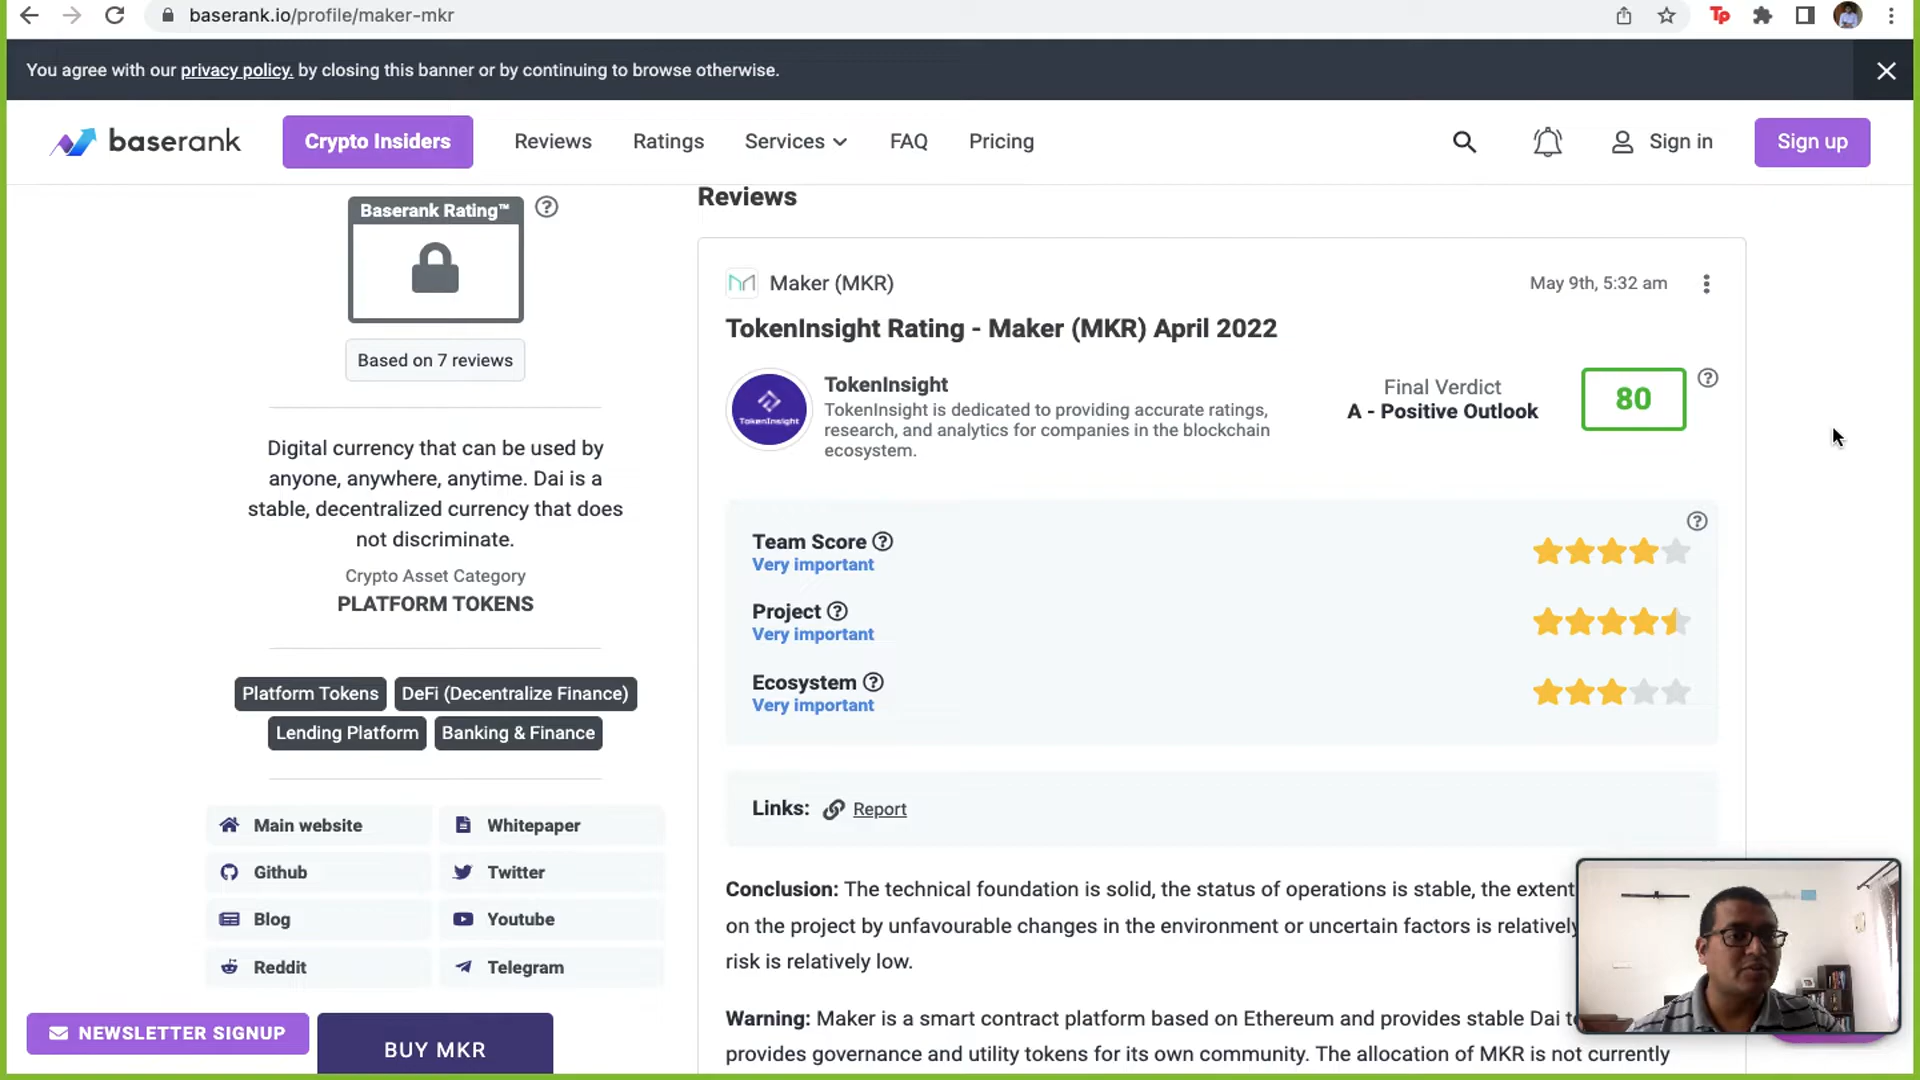 baserank.io/profile/maker-mkr
Tp
You agree with our privacy policy. by closing this banner or by continuing to browse otherwise.
baserank
Crypto Insiders
Reviews
Ratings
Services
FAQ
Pricing
Sign in
Sign up
Baserank Rating™
Based on 7 reviews
Digital currency that can be used by
anyone, anywhere, anytime. Dai is a
stable, decentralized currency that does
not discriminate.
Crypto Asset Category
PLATFORM TOKENS
Platform Tokens
DeFi (Decentralize Finance)
Lending Platform
Banking & Finance
Main website
Whitepaper
Github
Twitter
Blog
Youtube
Reddit
Telegram
NEWSLETTER SIGNUP
BUY MKR
Reviews
Maker (MKR)
May 9th, 5:32 am
TokenInsight Rating - Maker (MKR) April 2022
TokenInsight
TokenInsight
TokenInsight is dedicated to providing accurate ratings,
research, and analytics for companies in the blockchain
ecosystem.
Final Verdict
A - Positive Outlook
80
Team Score
Very important
Project
Very important
Ecosystem
Very important
Links: Report
Conclusion: The technical foundation is solid, the status of operations is stable, the extent
on the project by unfavourable changes in the environment or uncertain factors is relatively
risk is relatively low.
Warning: Maker is a smart contract platform based on Ethereum and provides stable Dai
provides governance and utility tokens for its own community. The allocation of MKR is not currently